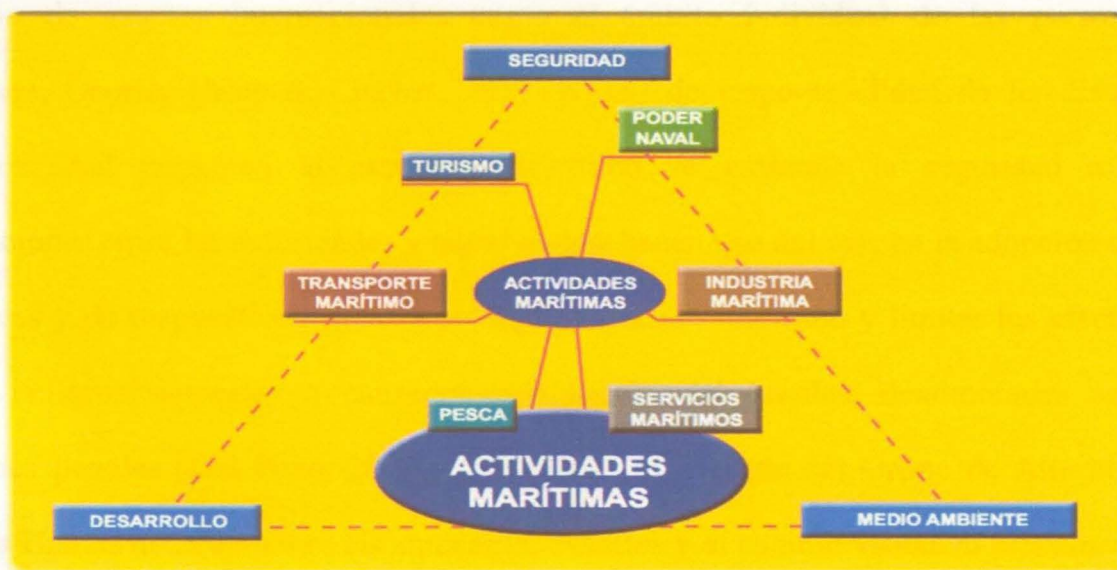 SEGURIDAD
PODER
NAVAL
TURISMO
TRANSPORTE
MARÍTIMO
ACTIVIDADES
MARÍTIMAS
INDUSTRIA
MARÍTIMA
PESCA
SERVICIOS
MARÍTIMOS
ACTIVIDADES
MARÍTIMAS
DESARROLLO
MEDIO AMBIENTE